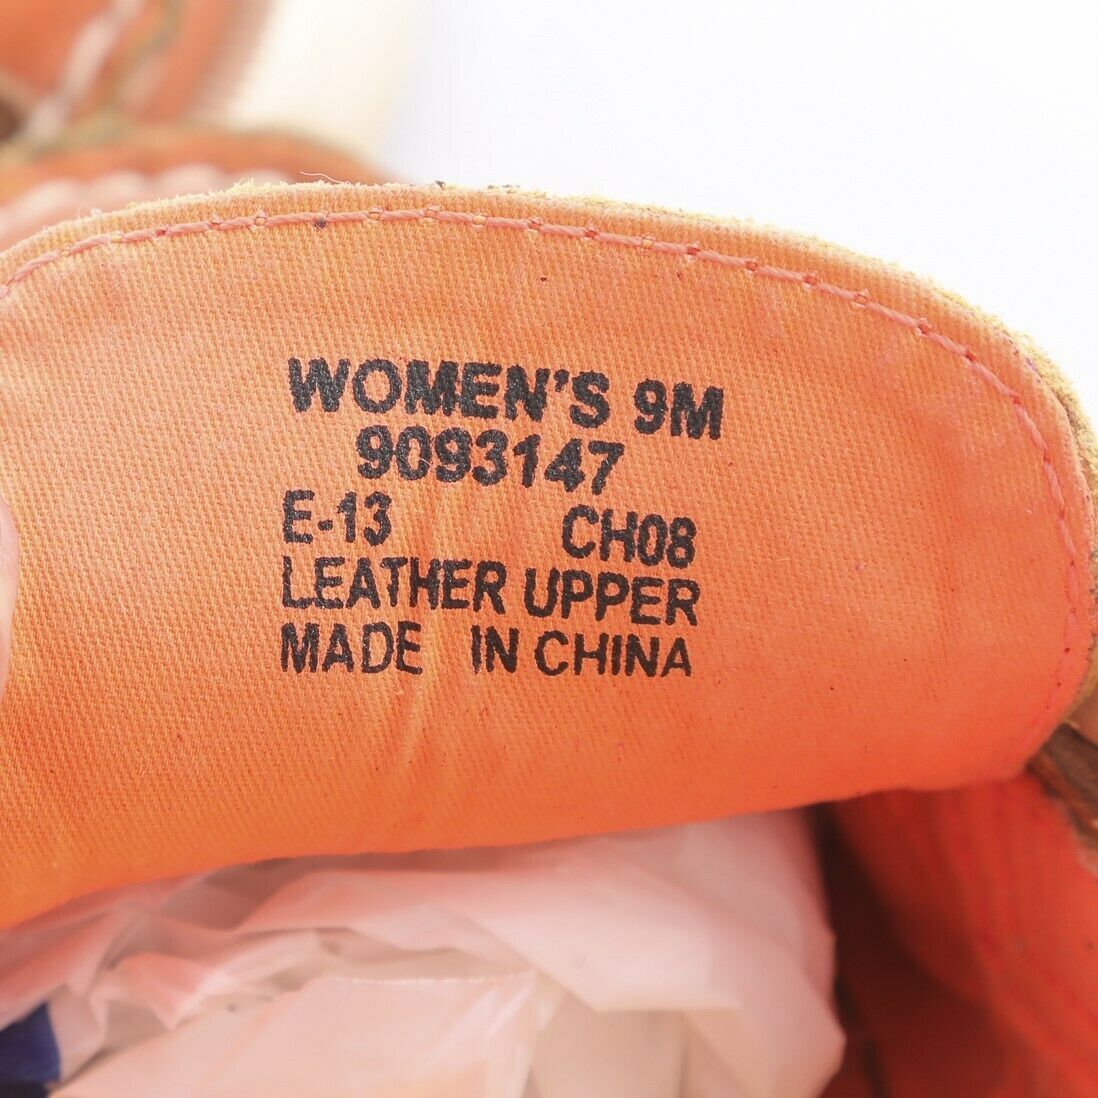 WOMEN'S 9M
9093147
E-13 CH08
LEATHER UPPER
MADE IN CHINA